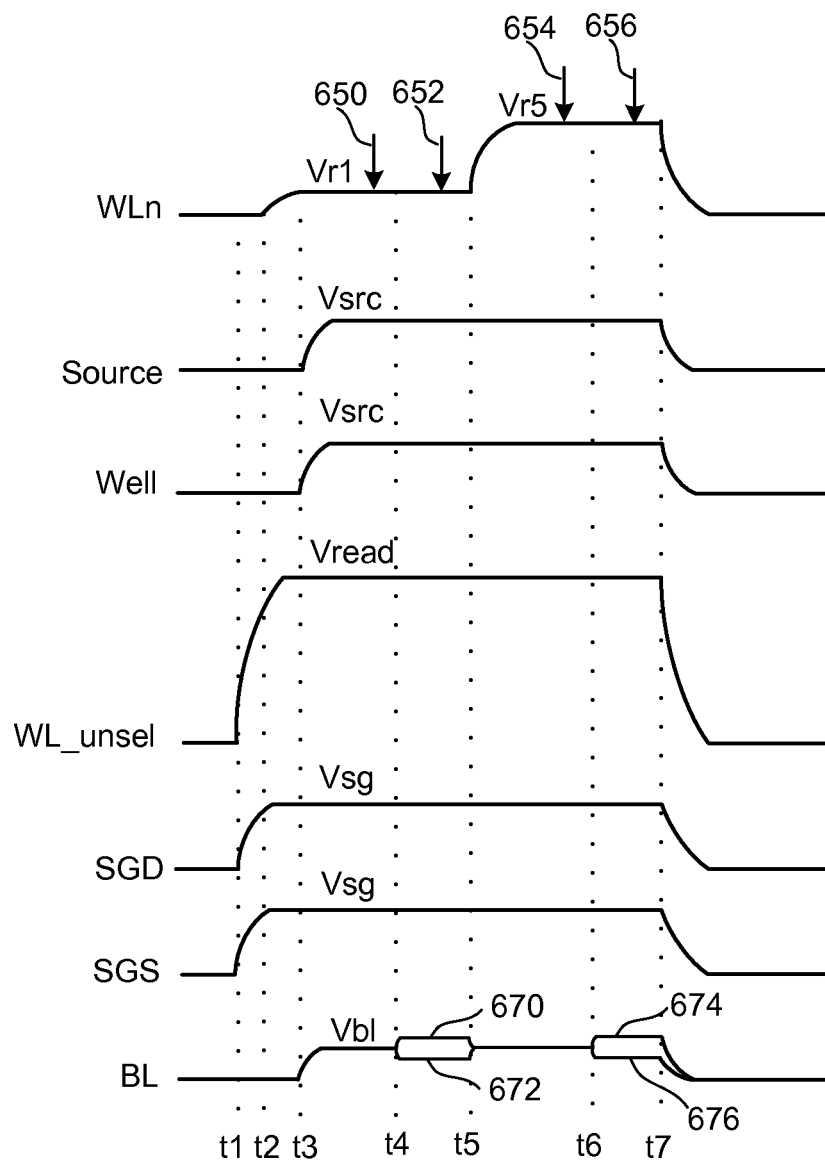 654
656
650
652
Vr5
Vr1
WLn
Vsrc
Source
Vsrc
Well
Vread
WL_unsel
Vsg
SGD
Vsg
SGS
670
674
Vbl
BL
672
676
t1 t2 t3 t4 t5 t6 t7